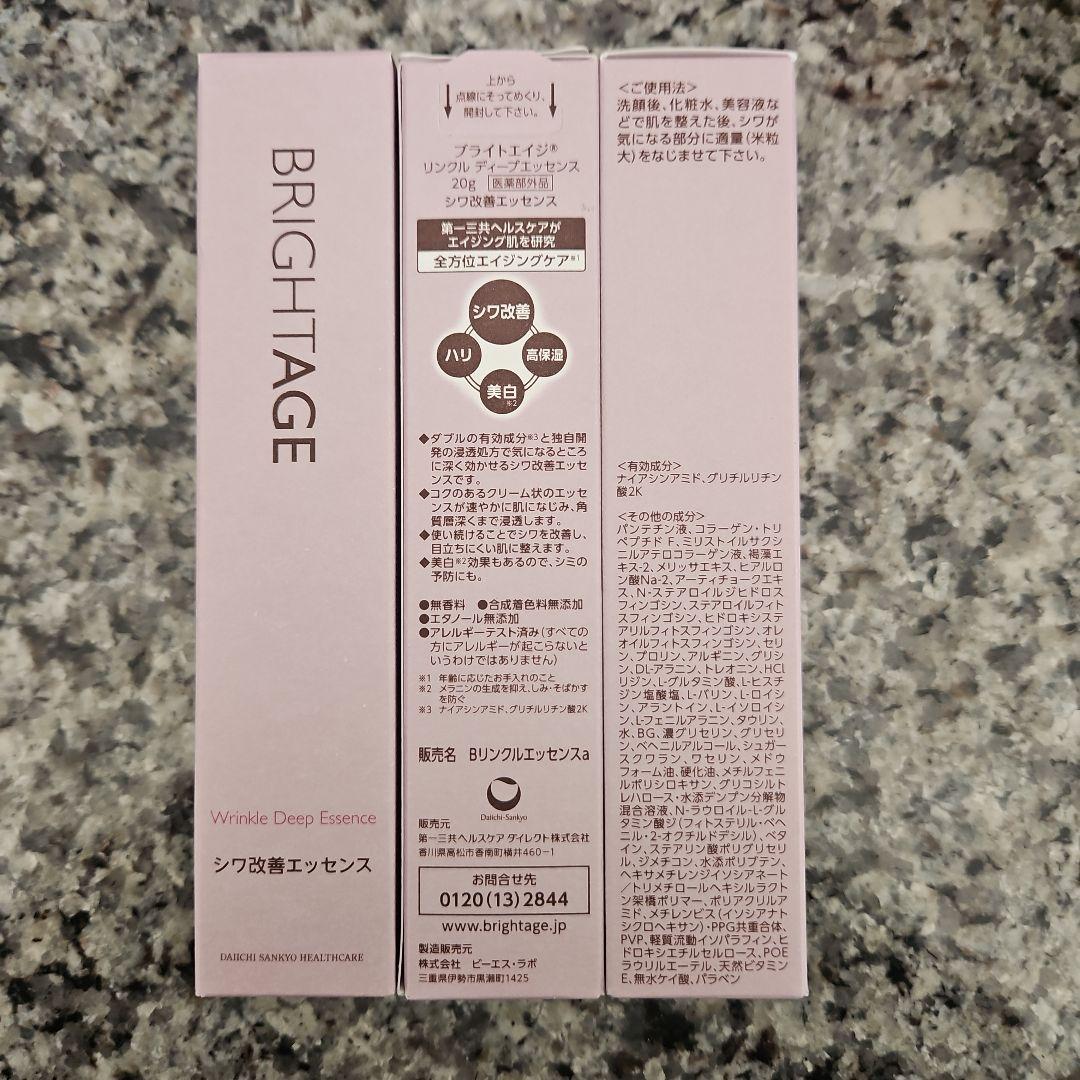 BRIGHTAGE
Wrinkle Deep Essence
シワ改善エッセンス
DAIICHI SANKYO HEALTHCARE
上から
点線にそってめくり、
開封して下さい。
ブライトエイジ®
リンクル ディープエッセンス
20g 医薬部外品
シワ改善エッセンス
第一三共ヘルスケアが
エイジング肌を研究
全方位エイジングケア※1
シワ改善
ハリ
高保湿
美白
※2
◆ダブルの有効成分※3と独自開
発の浸透処方で気になるところ
に深く効かせるシワ改善エッセ
ンスです。
◆コクのあるクリーム状のエッセ
ンスが速やかに肌になじみ、角
質層深くまで浸透します。
◆使い続けることでシワを改善し、
目立ちにくい肌に整えます。
◆美白※2効果もあるので、シミの
予防にも。
●無香料 ●合成着色料無添加
●エタノール無添加
●アレルギーテスト済み(すべての
方にアレルギーが起こらないと
いうわけではありません)
※1 年齢に応じたお手入れのこと
※2 メラニンの生成を抑え、しみ・そばかす
を防ぐ
※3 ナイアシンアミド、グリチルリチン酸2K
販売名 Bリンクルエッセンスa
Daiichi-Sankyo
販売元
第一三共ヘルスケア ダイレクト株式会社
香川県高松市香南町横井460−1
お問合せ先
0120(13)2844
www.brightage.jp
製造販売元
株式会社 ピーエス・ラボ
三重県伊勢市黒瀬町1425
<ご使用法>
洗顔後、化粧水、美容液な
どで肌を整えた後、シワが
気になる部分に適量(米粒
大)をなじませて下さい。
<有効成分>
ナイアシンアミド、グリチルリチン
酸2K
<その他の成分>
パンテチン液、コラーゲン・トリ
ペプチド F、ミリストイルサクシ
ニルアテロコラーゲン液、褐藻エ
キス-2、メリッサエキス、ヒアルロ
ン酸Na-2、アーティチョークエキ
ス、N-ステアロイルジヒドロス
フィンゴシン、ステアロイルフィト
スフィンゴシン、ヒドロキシステ
アリルフィトスフィンゴシン、オレ
オイルフィトスフィンゴシン、セリ
ン、プロリン、アルギニン、グリシ
ン、DL-アラニン、トレオニン、HCl
リジン、L-グルタミン酸、L-ヒスチ
ジン塩酸塩、L-バリン、L-ロイシ
ン、アラントイン、L-イソロイシ
ン、L-フェニルアラニン、タウリン、
水、BG、濃グリセリン、グリセリ
ン、ベヘニルアルコール、シュガー
スクワラン、ワセリン、メドウ
フォーム油、硬化油、メチルフェニ
ルポリシロキサン、グリコシルト
レハロース・水添デンプン分解物
混合溶液、N-ラウロイル-L-グル
タミン酸ジ(フィトステリル・ベヘ
ニル・2-オクチルドデシル)、ベタ
イン、ステアリン酸ポリグリセリ
ル、ジメチコン、水添ポリブテン、
ヘキサメチレンジイソシアネート
/トリメチロールヘキシルラクト
ン架橋ポリマー、ポリアクリルア
ミド、メチレンビス(イソシアナト
シクロヘキサン)・PPG共重合体、
PVP、軽質流動イソパラフィン、ヒ
ドロキシエチルセルロース、POE
ラウリルエーテル、天然ビタミン
E、無水ケイ酸、パラベン